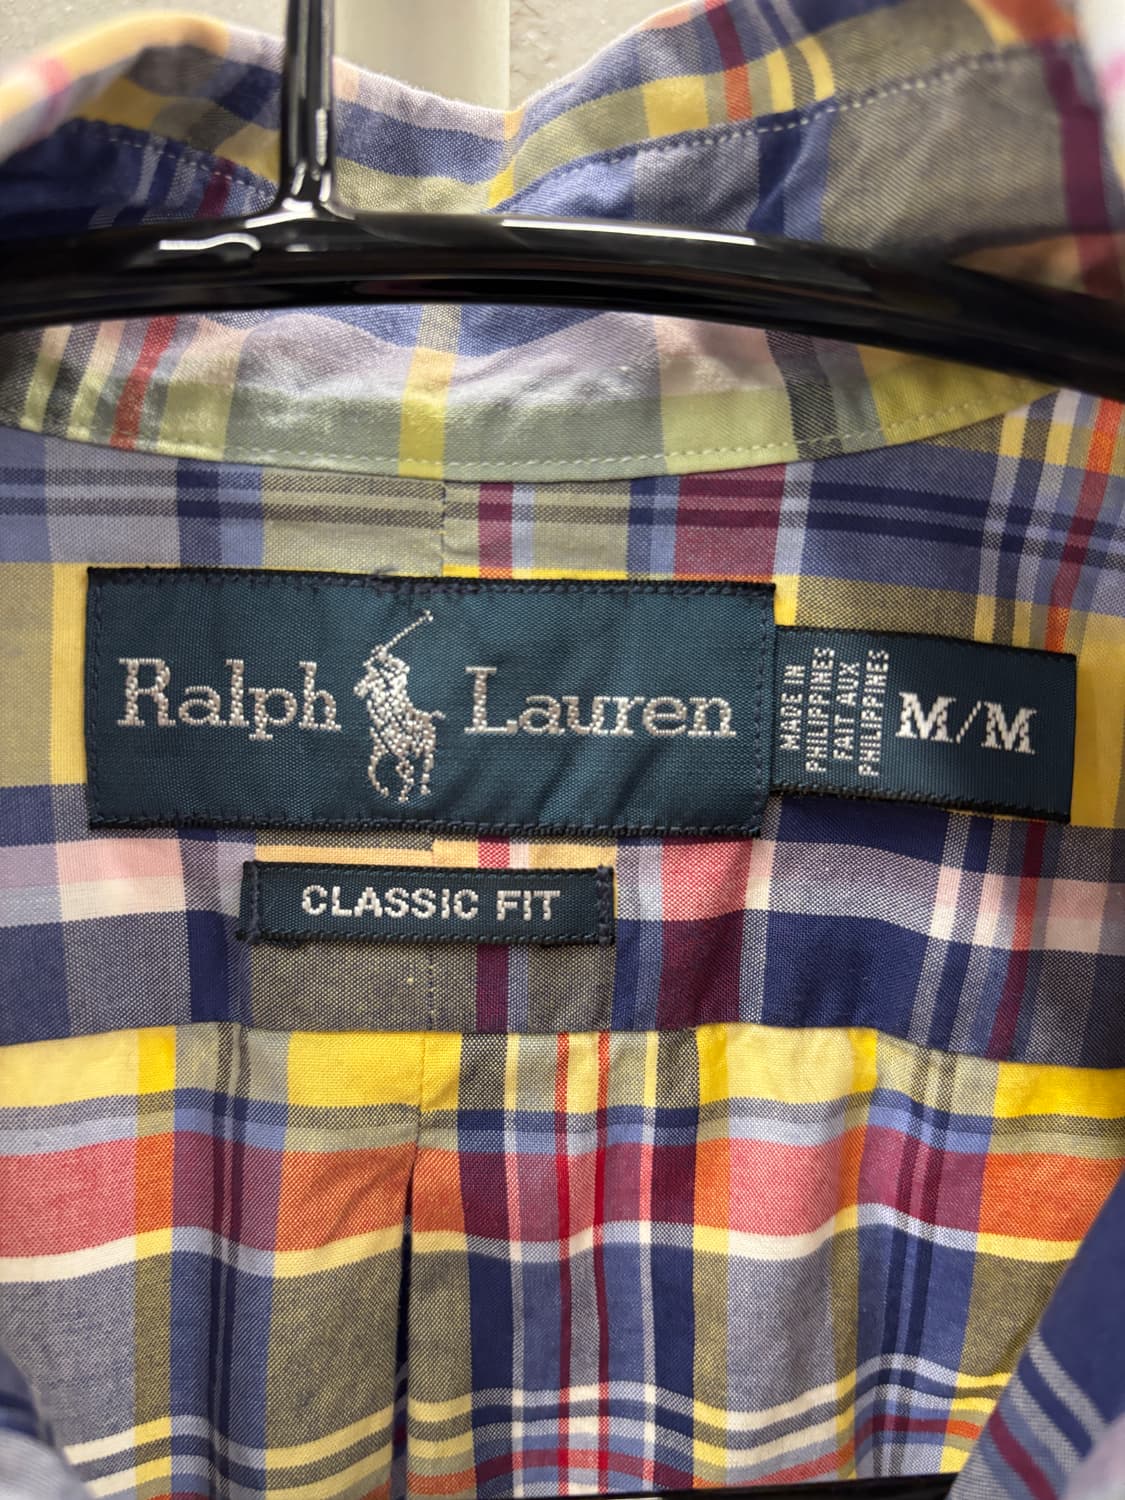 Ralph Lauren
MADE IN
PHILIPPINES
FAIT AUX
PHILIPPINES
M/M
CLASSIC FIT